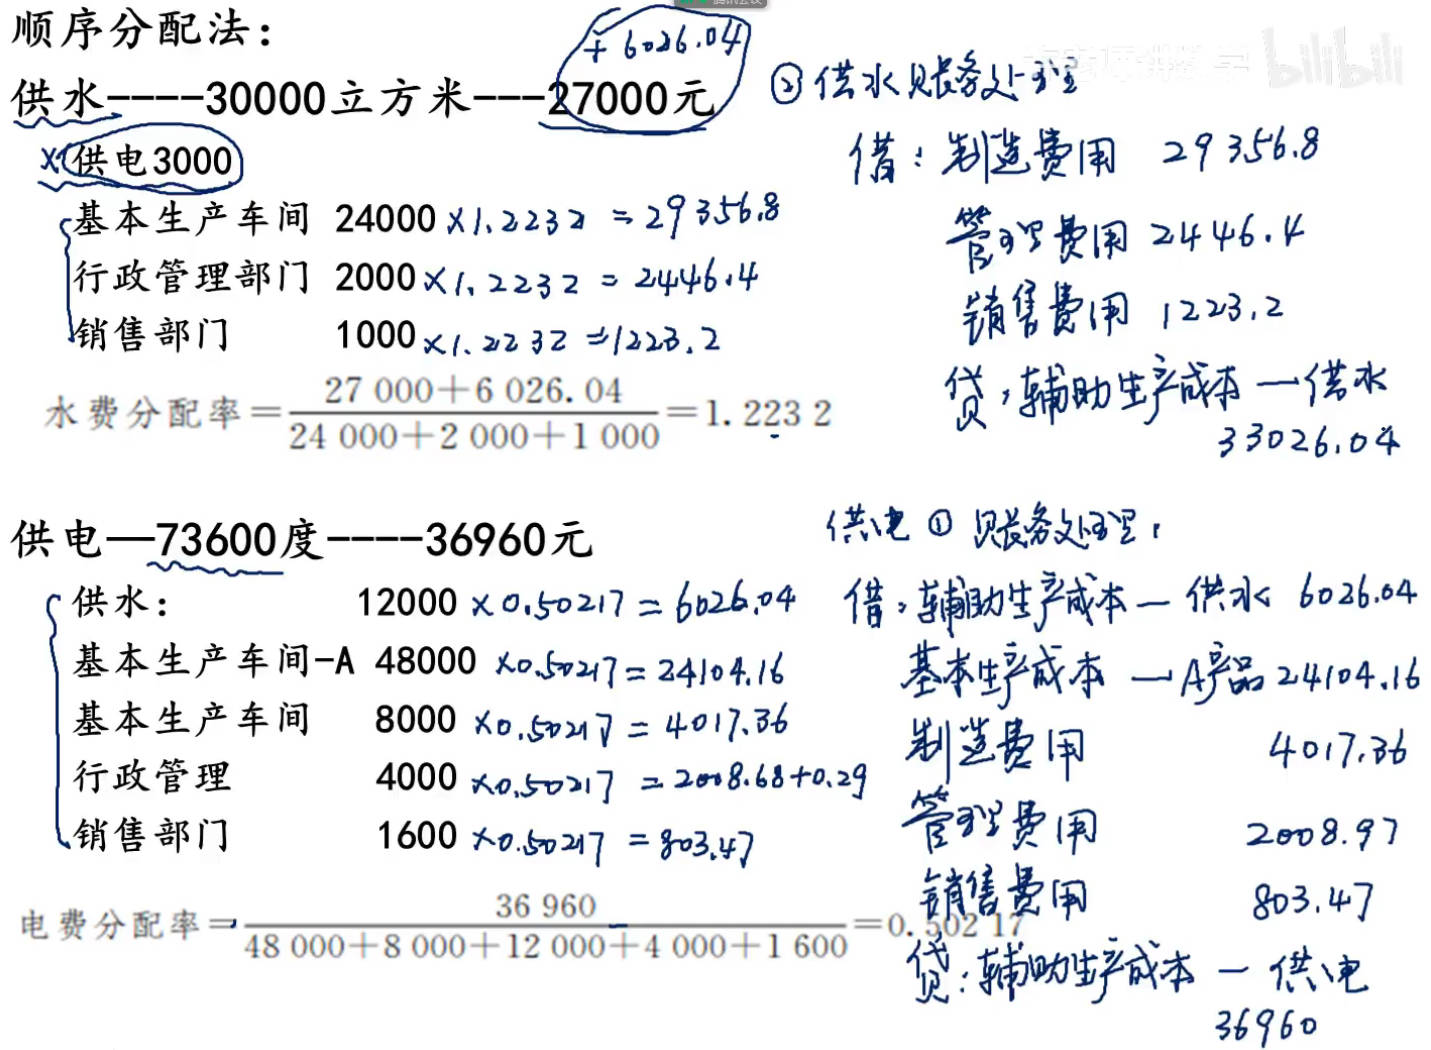 顺序分配法：
+ 6026.04
供水----30000立方米---27000元
×供电3000
基本生产车间 24000×1.2232 = 29356.8
行政管理部门 2000×1.2232 = 2446.4
销售部门 1000×1.2232 = 1223.2
水费分配率=27 000+6 026.04
24 000+2 000+1 000
=1.223 2
②供水账务处理
bilibili
借：制造费用 29356.8
管理费用 2446.4
销售费用 1223.2
贷：辅助生产成本—供水
33026.04
供电—73600度----36960元
供水： 12000×0.50217 = 6026.04
基本生产车间-A 48000 ×0.50217 = 24104.16
基本生产车间 8000 ×0.50217 = 4017.36
行政管理 4000×0.50217 = 2008.68+0.29
销售部门 1600×0.50217 = 803.47
电费分配率=36 960
48 000+8 000+12 000+4 000+1 600
=0.502 17
供电①账务处理：
借：辅助生产成本—供水 6026.04
基本生产成本—A产品 24104.16
制造费用 4017.36
管理费用 2008.97
销售费用 803.47
贷：辅助生产成本—供电
36960